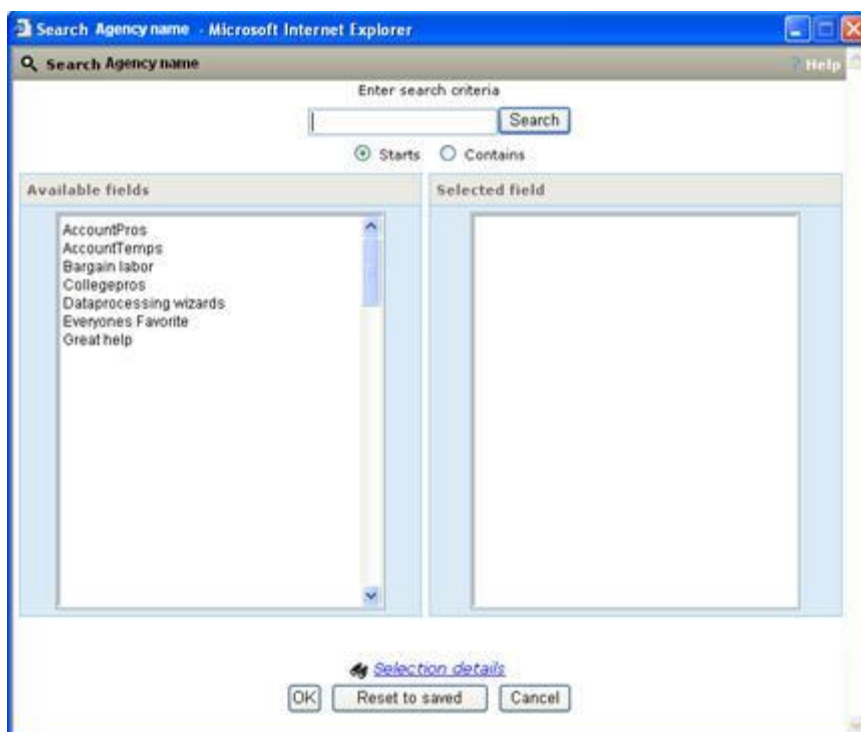 Search Agency name - Microsoft Internet Explorer
Search Agency name ? Help
Enter search criteria
Search
Starts Contains
Available fields Selected field
AccountPros
AccountTemps
Bargain labor
Collegepros
Dataprocessing wizards
Everyones Favorite
Great help
Selection details
OK Reset to saved Cancel